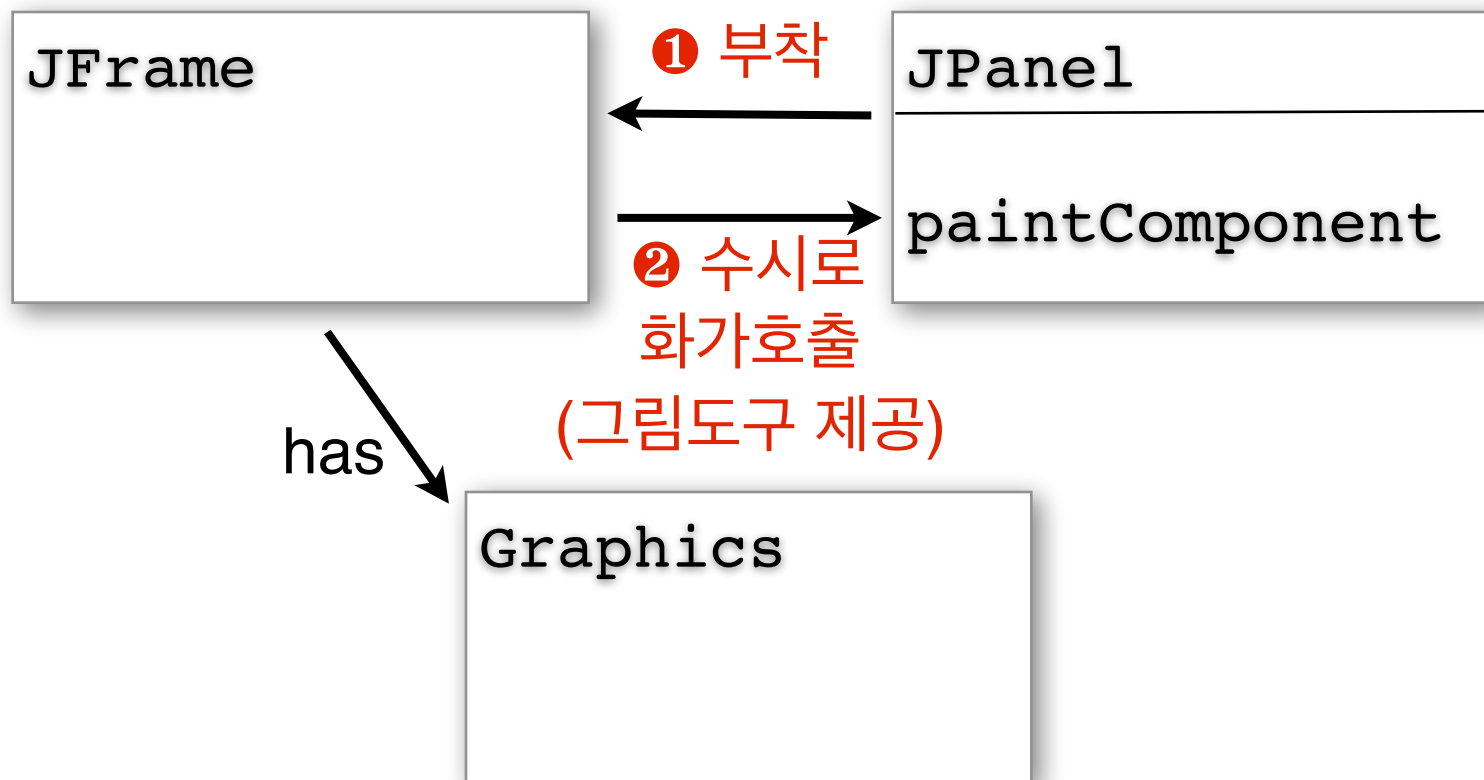 JFrame
❶ 부착
JPanel
paintComponent
❷ 수시로
화가호출
(그림도구 제공)
has
Graphics